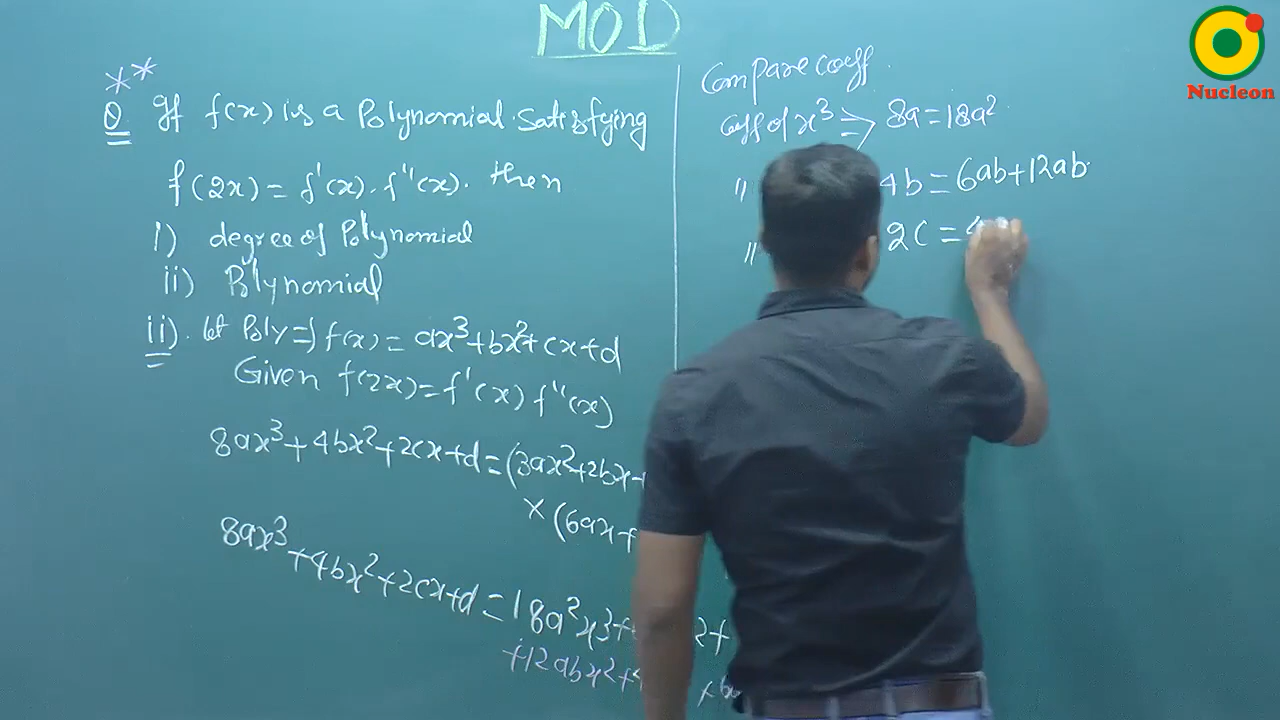 MOD
**
Q. If f(x) is a Polynomial Satisfying
f(2x) = f'(x). f''(x). then
i) degree of Polynomial
ii) Polynomial
ii). let Poly => f(x) = ax³+bx²+cx+d
Given f(2x) = f'(x) f''(x)
8ax³+4bx²+2cx+d = (3ax²+2bx+
× (6ax+
8ax³+4bx²+2cx+d = 18a²x³+
+12abx²+
Compare coeff.
Coeff of x³ => 8a = 18a²
" 4b = 6ab+12ab.
" 2c =
Nucleon